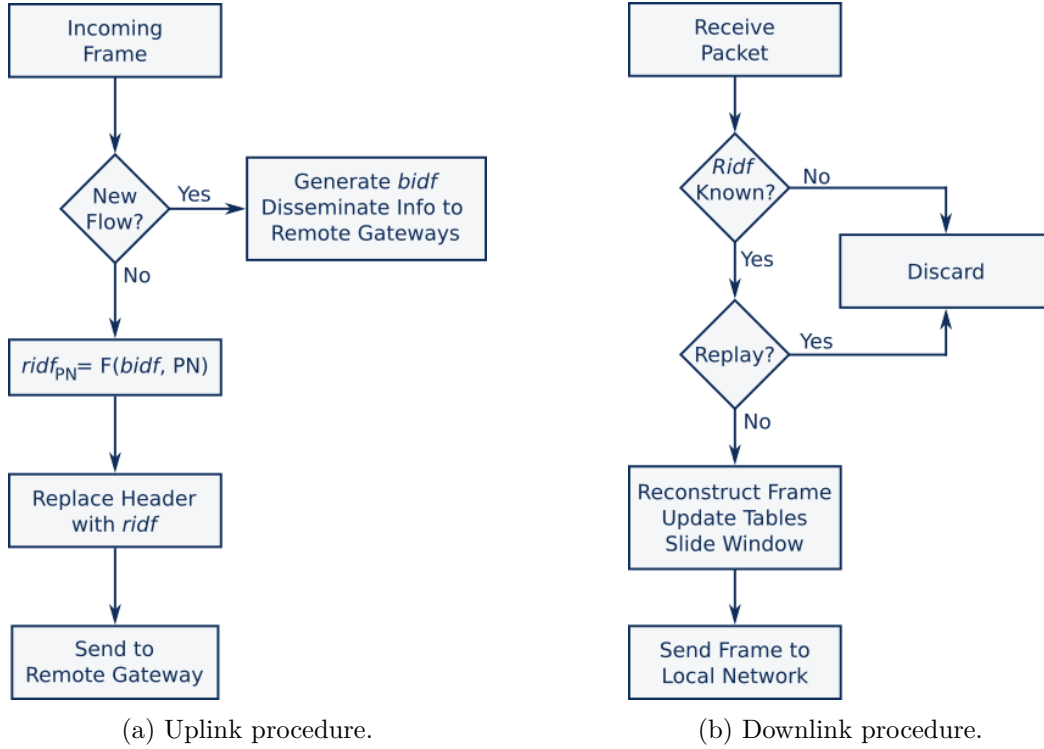 Incoming
Frame
New
Flow?
Yes
Generate bidf
Disseminate Info to
Remote Gateways
No
ridfPN= F(bidf, PN)
Replace Header
with ridf
Send to
Remote Gateway
(a) Uplink procedure.
Receive
Packet
Ridf
Known?
No
Discard
Yes
Replay?
Yes
No
Reconstruct Frame
Update Tables
Slide Window
Send Frame to
Local Network
(b) Downlink procedure.